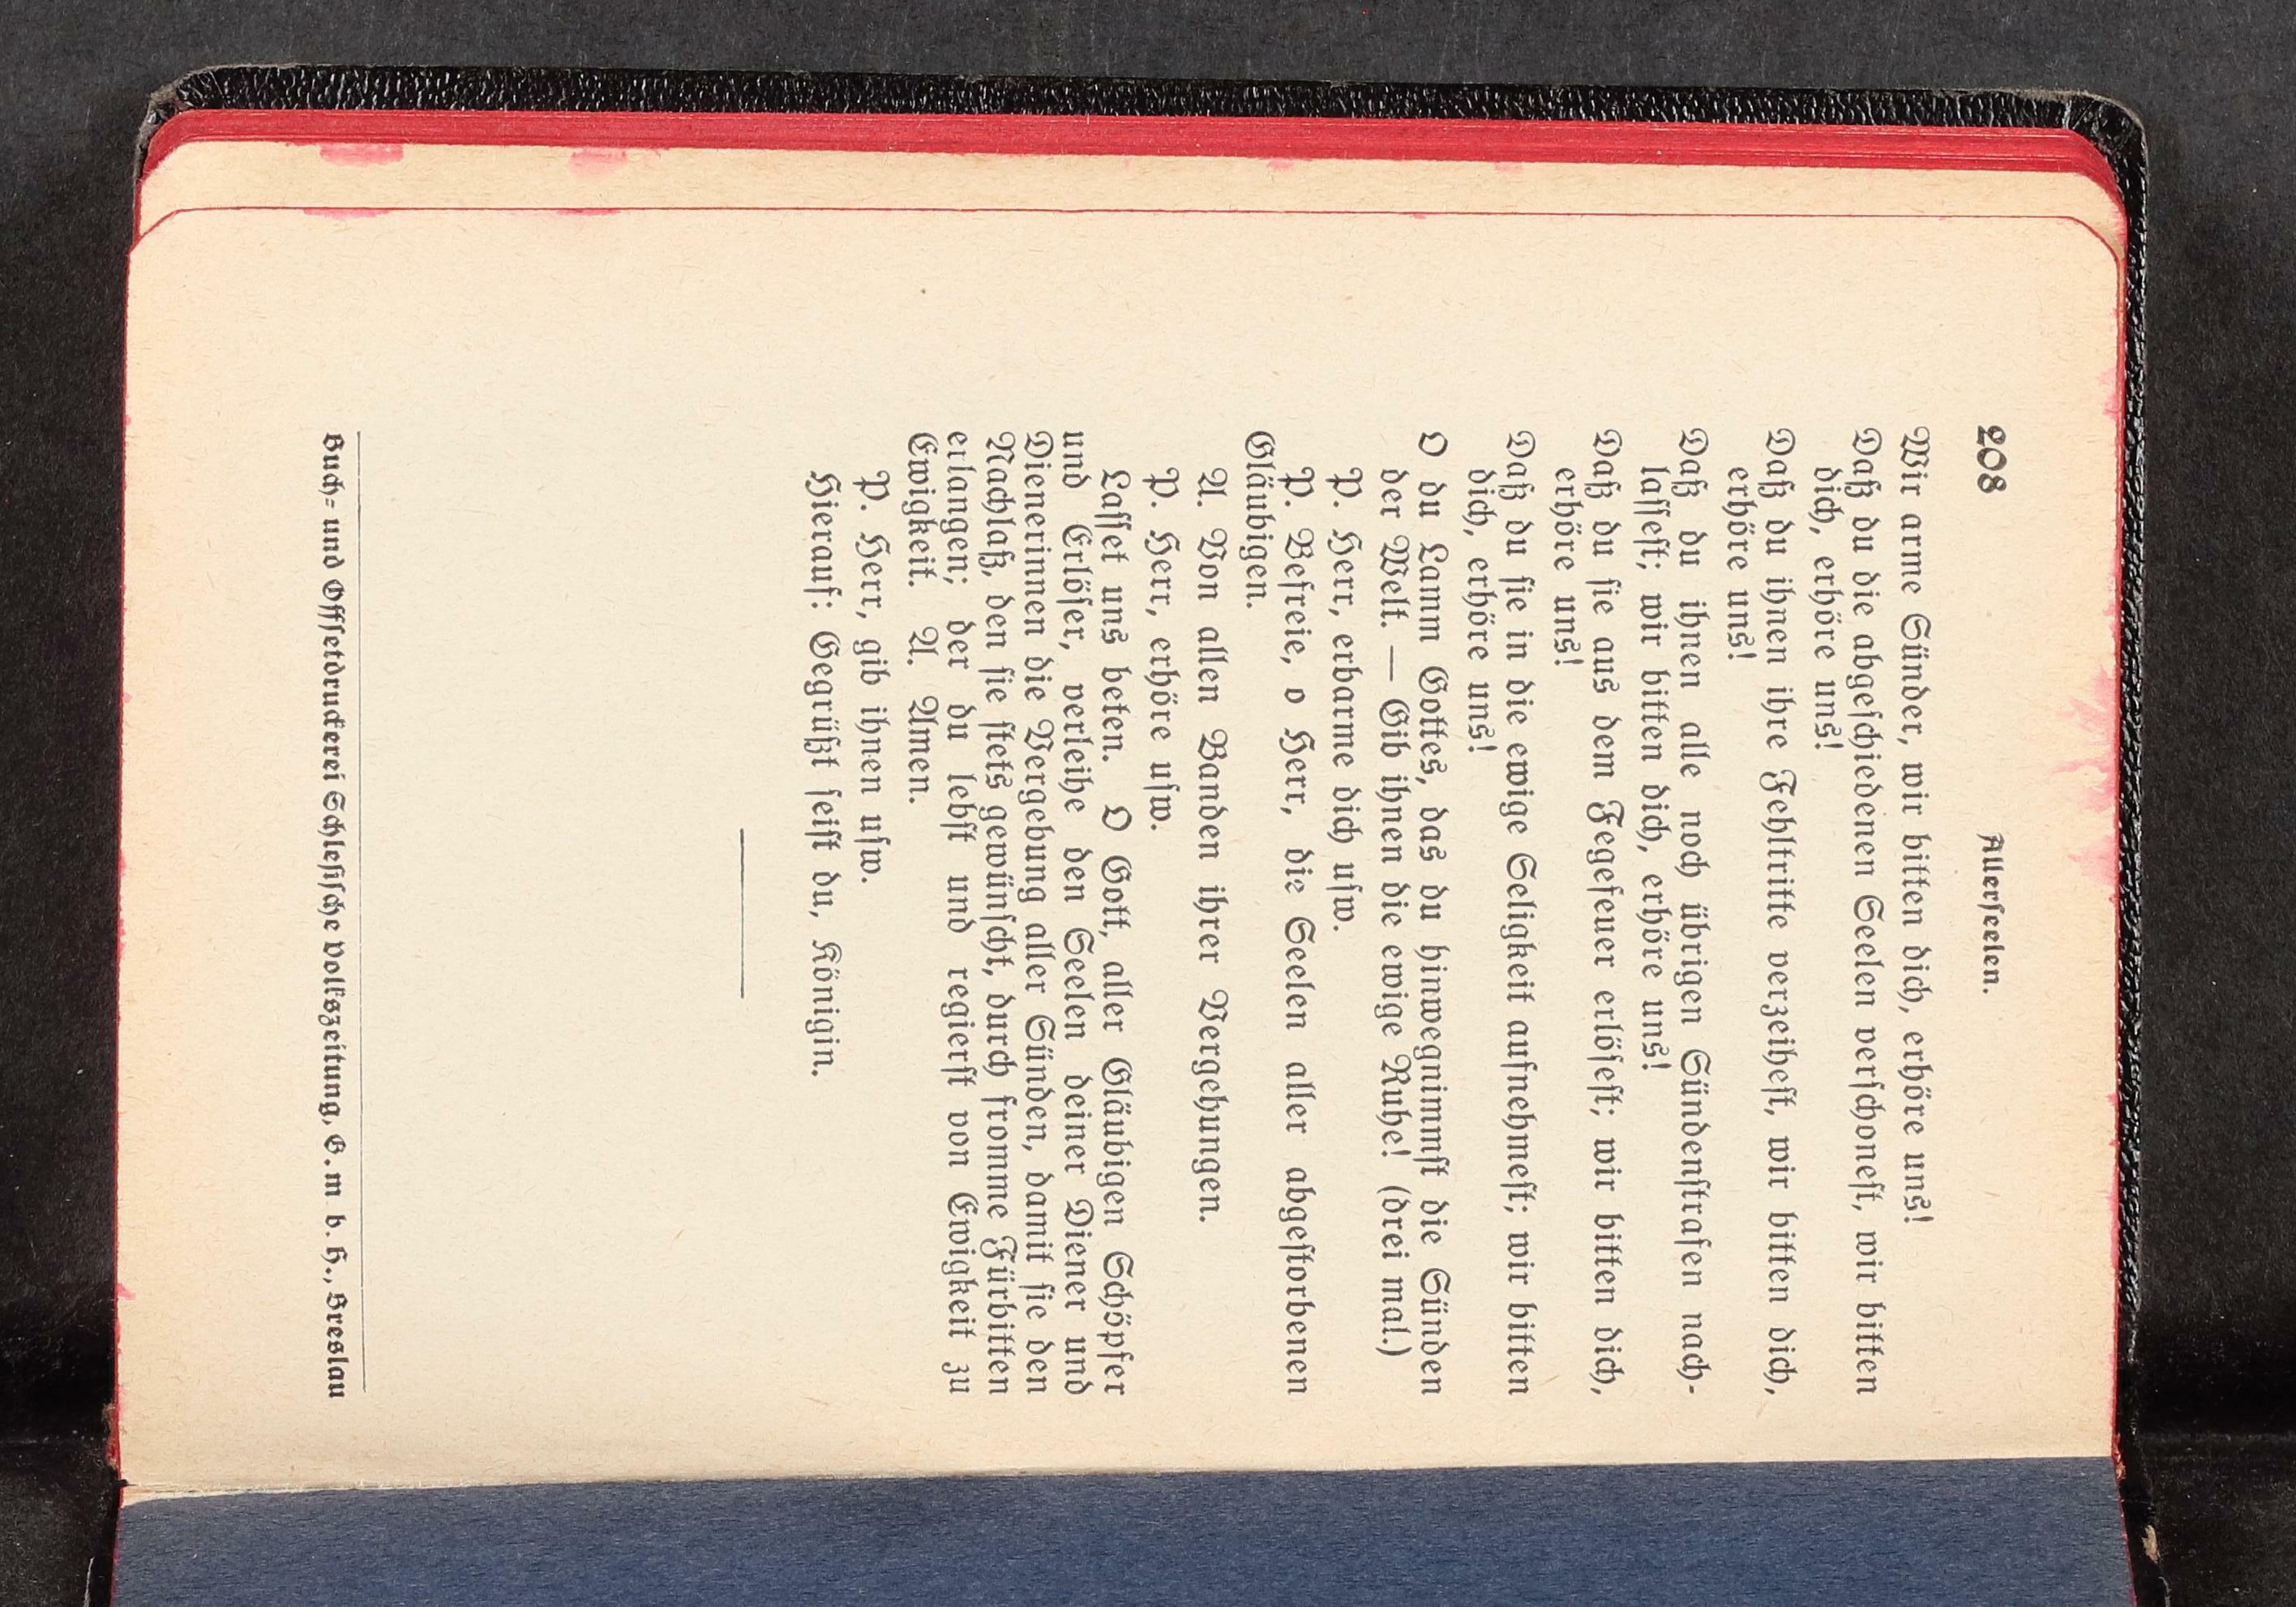 208
Allerseelen.
Wir arme Sünder, wir bitten dich, erhöre uns!
Daß du die abgeschiedenen Seelen verschonest, wir bitten
dich, erhöre uns!
Daß du ihnen ihre Fehltritte verzeihest, wir bitten dich,
erhöre uns!
Daß du ihnen alle noch übrigen Sündenstrafen nach-
lassest; wir bitten dich, erhöre uns!
Daß du sie aus dem Fegefeuer erlösest; wir bitten dich,
erhöre uns!
Daß du sie in die ewige Seligkeit aufnehmest; wir bitten
dich, erhöre uns!
O du Lamm Gottes, das du hinwegnimmst die Sünden
der Welt. — Gib ihnen die ewige Ruhe! (drei mal.)
P. Herr, erbarme dich usw.
P. Befreie, o Herr, die Seelen aller abgestorbenen
Gläubigen.
A. Von allen Banden ihrer Vergehungen.
P. Herr, erhöre usw.
Lasset uns beten. O Gott, aller Gläubigen Schöpfer
und Erlöser, verleihe den Seelen deiner Diener und
Dienerinnen die Vergebung aller Sünden, damit sie den
Nachlaß, den sie stets gewünscht, durch fromme Fürbitten
erlangen; der du lebst und regierst von Ewigkeit zu
Ewigkeit. A. Amen.
P. Herr, gib ihnen usw.
Hierauf: Gegrüßt seist du, Königin.
Buch- und Offsetdruckerei Schlesische Volkszeitung, G.m b. H., Breslau